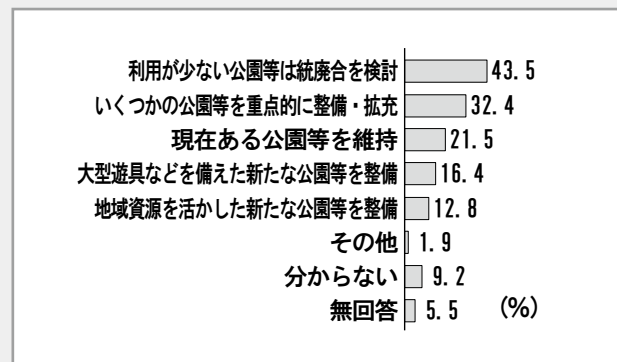 利用が少ない公園等は統廃合を検討 43.5
いくつかの公園等を重点的に整備・拡充 32.4
現在ある公園等を維持 21.5
大型遊具などを備えた新たな公園等を整備 16.4
地域資源を活かした新たな公園等を整備 12.8
その他 1.9
分からない 9.2
無回答 5.5 (%)